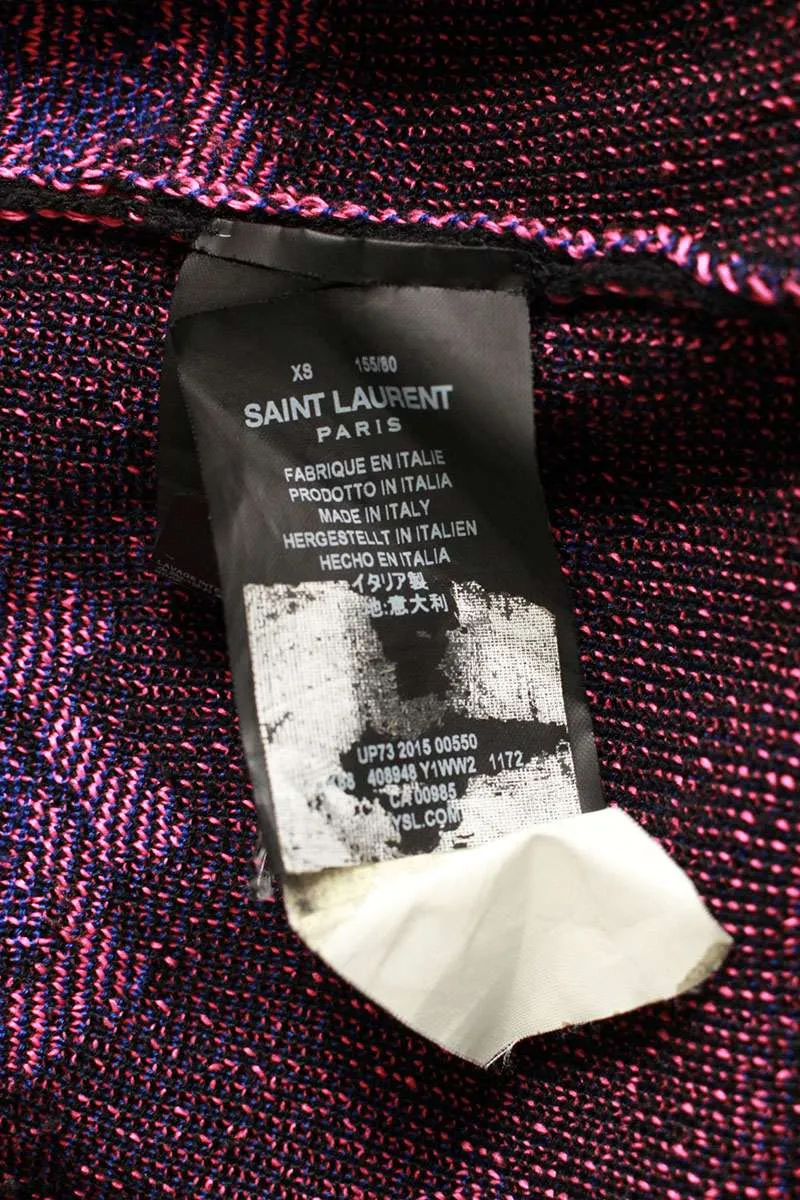 XS 155/80
SAINT LAURENT
PARIS
FABRIQUE EN ITALIE
PRODOTTO IN ITALIA
MADE IN ITALY
HERGESTELLT IN ITALIEN
HECHO EN ITALIA
イタリア製
地:意大利
UP73 2015 00550
408948 Y1WW2 1172
CA 00985
YSL.COM
LAVAGE